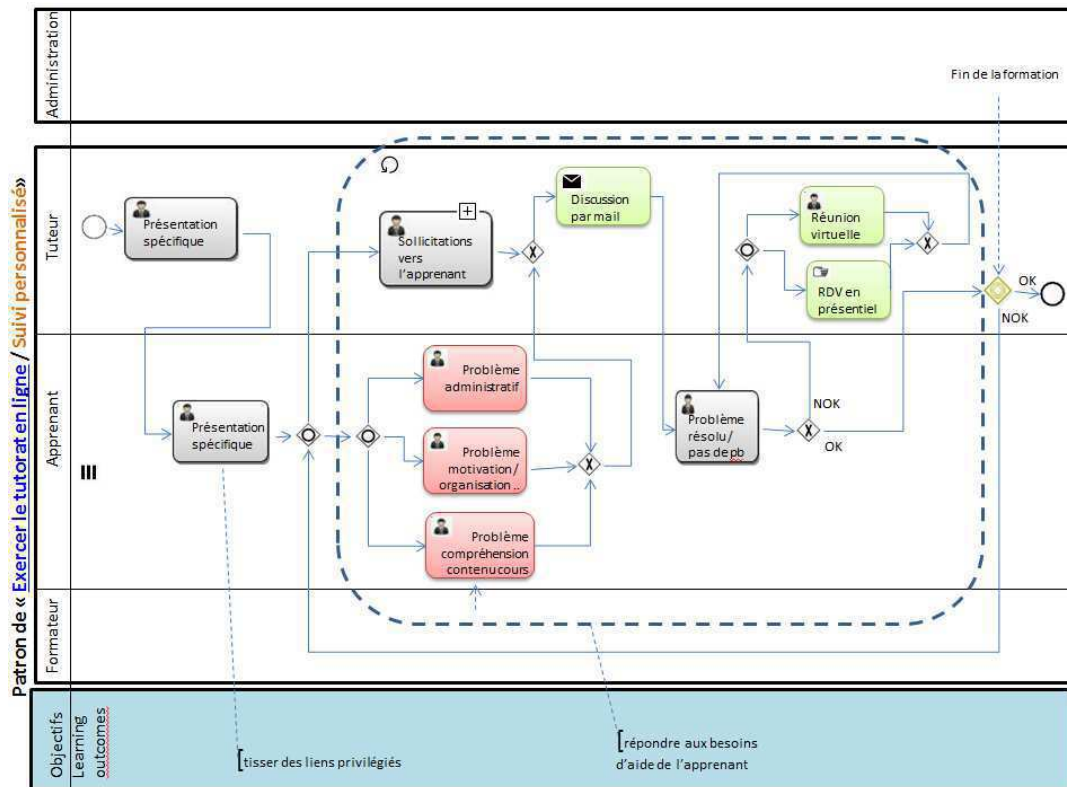 Patron de « Exercer le tutorat en ligne / Suivi personnalisé»
Administration
Fin de la formation
Tuteur
Présentation
spécifique
Sollicitations
vers
l’apprenant
X
Discussion
par mail
Réunion
virtuelle
X
RDV en
présentiel
OK
NOK
Apprenant
Présentation
spécifique
Problème
administratif
Problème
motivation/
organisation ..
X
Problème
compréhension
contenu cours
Problème
résolu/
pas de pb
X
NOK
OK
Formateur
Objectifs
Learning
outcomes
tisser des liens privilégiés
répondre aux besoins
d’aide de l’apprenant